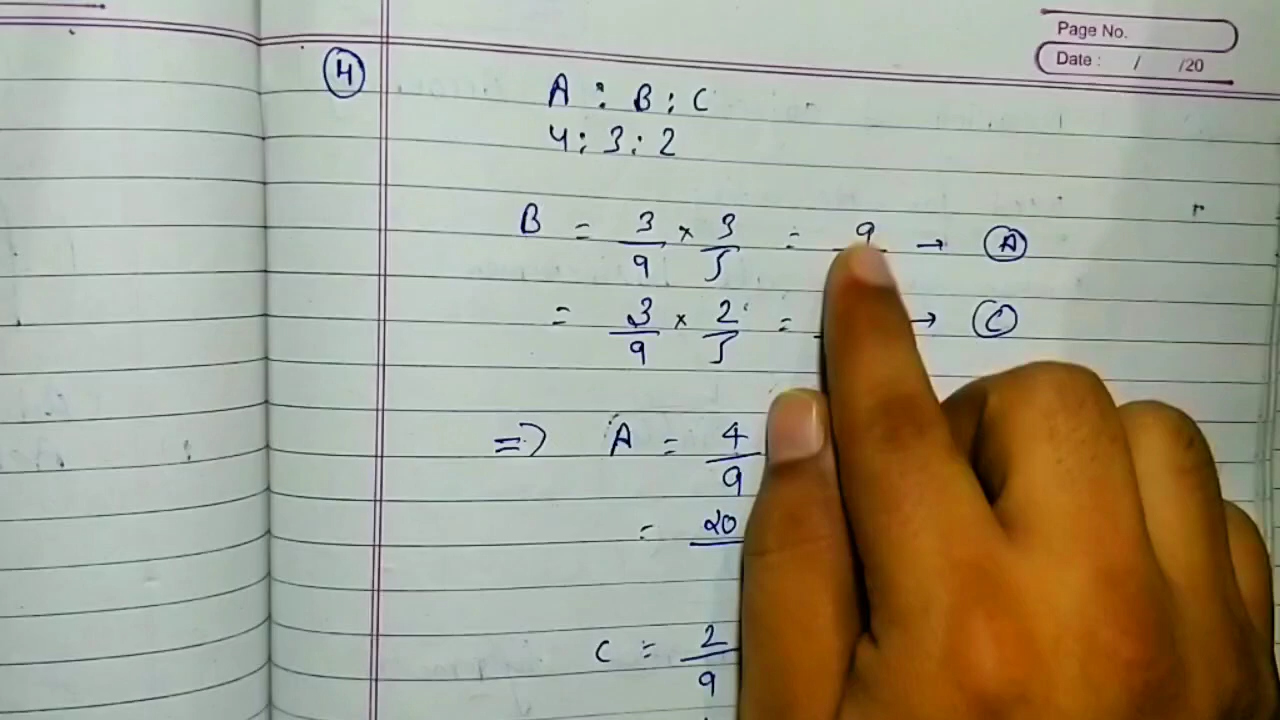 Page No.
Date : / /20
4
A : B : C
4 : 3 : 2
B = 3/9 × 3/5 = 9 → A
= 3/9 × 2/5 = → C
=> A = 4/9
= 20
C = 2/9